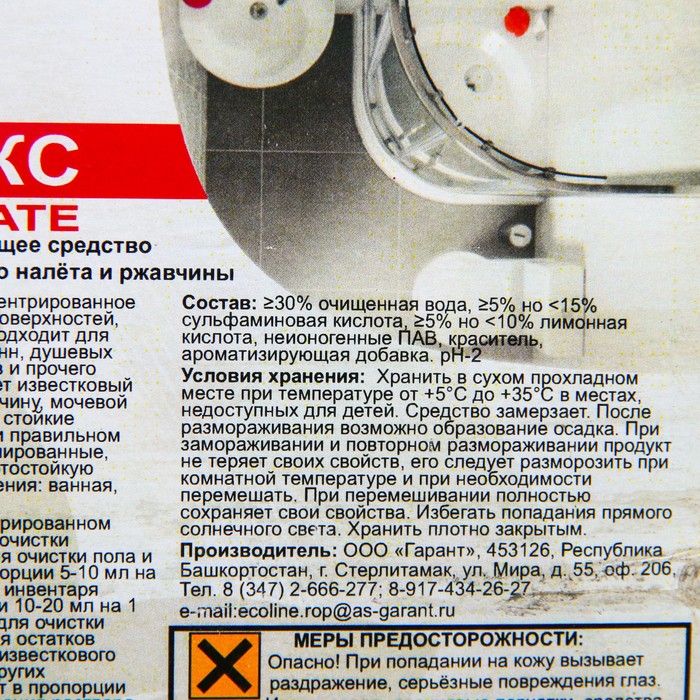 КС
ATE
щее средство
о налёта и ржавчины
ентрированное
оверхностей,
одходит для
нн, душевых
в и прочего
ет известковый
чину, мочевой
стойкие
и правильном
ированные,
тостойкую
ения: ванная,
рированном
очистки
я очистки пола и
порции 5-10 мл на
инвентаря
и 10-20 мл на 1
для очистки
я остатков
известкового
ругих
т в пропорции
Состав: ≥30% очищенная вода, ≥5% но <15%
сульфаминовая кислота, ≥5% но <10% лимонная
кислота, неионогенные ПАВ, краситель,
ароматизирующая добавка. pH-2
Условия хранения: Хранить в сухом прохладном
месте при температуре от +5°С до +35°С в местах,
недоступных для детей. Средство замерзает. После
размораживания возможно образование осадка. При
замораживании и повторном размораживании продукт
не теряет своих свойств, его следует разморозить при
комнатной температуре и при необходимости
перемешать. При перемешивании полностью
сохраняет свои свойства. Избегать попадания прямого
солнечного света. Хранить плотно закрытым.
Производитель: ООО «Гарант», 453126, Республика
Башкортостан, г. Стерлитамак, ул. Мира, д. 55, оф. 206,
Тел. 8 (347) 2-666-277; 8-917-434-26-27
e-mail:ecoline.rop@as-garant.ru
МЕРЫ ПРЕДОСТОРОЖНОСТИ:
Опасно! При попадании на кожу вызывает
раздражение, серьёзные повреждения глаз.